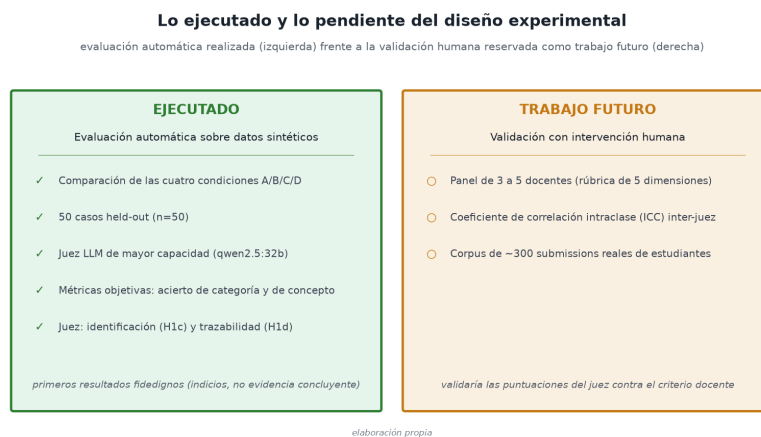 Lo ejecutado y lo pendiente del diseño experimental
evaluación automática realizada (izquierda) frente a la validación humana reservada como trabajo futuro (derecha)
EJECUTADO
Evaluación automática sobre datos sintéticos
✓ Comparación de las cuatro condiciones A/B/C/D
✓ 50 casos held-out (n=50)
✓ Juez LLM de mayor capacidad (qwen2.5:32b)
✓ Métricas objetivas: acierto de categoría y de concepto
✓ Juez: identificación (H1c) y trazabilidad (H1d)
primeros resultados fidedignos (indicios, no evidencia concluyente)
TRABAJO FUTURO
Validación con intervención humana
○ Panel de 3 a 5 docentes (rúbrica de 5 dimensiones)
○ Coeficiente de correlación intraclase (ICC) inter-juez
○ Corpus de ~300 submissions reales de estudiantes
validaría las puntuaciones del juez contra el criterio docente
elaboración propia